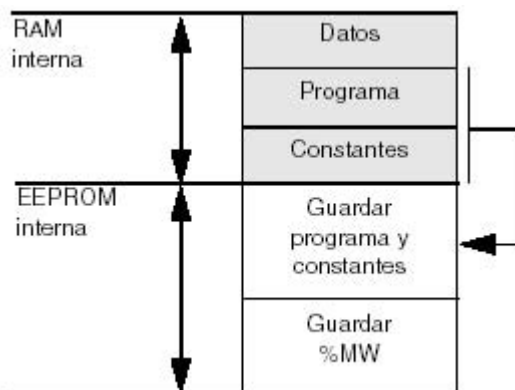 RAM
interna
Datos
Programa
Constantes
EEPROM
interna
Guardar
programa y
constantes
Guardar
%MW